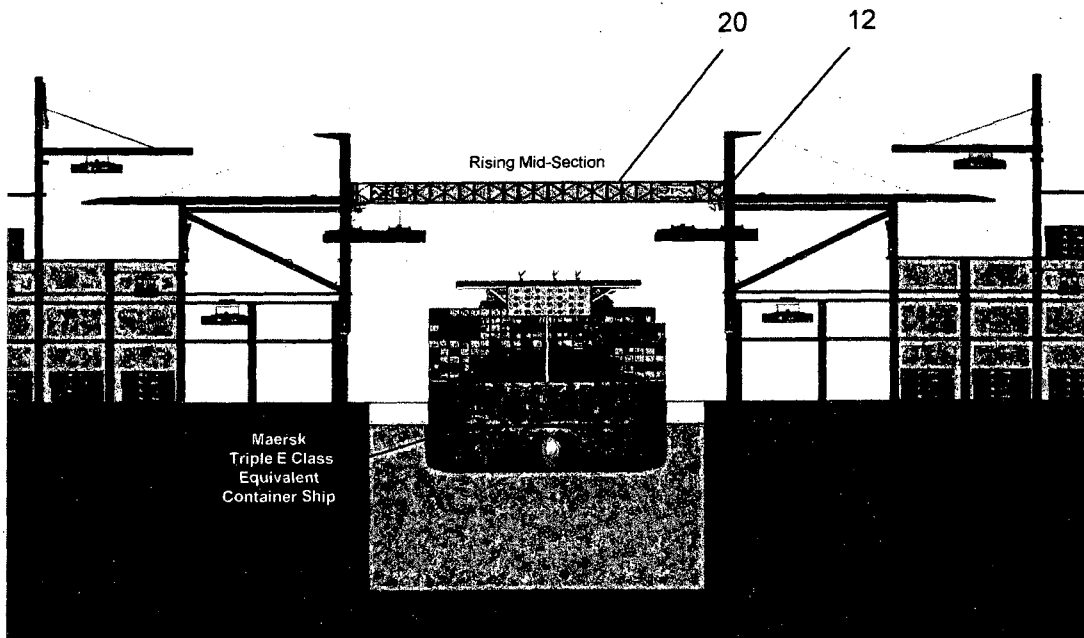 20
12
Rising Mid-Section
Maersk
Triple E Class
Equivalent
Container Ship